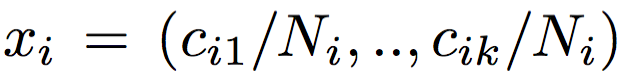 x_i = (c_{i1}/N_i,..,c_{ik}/N_i)